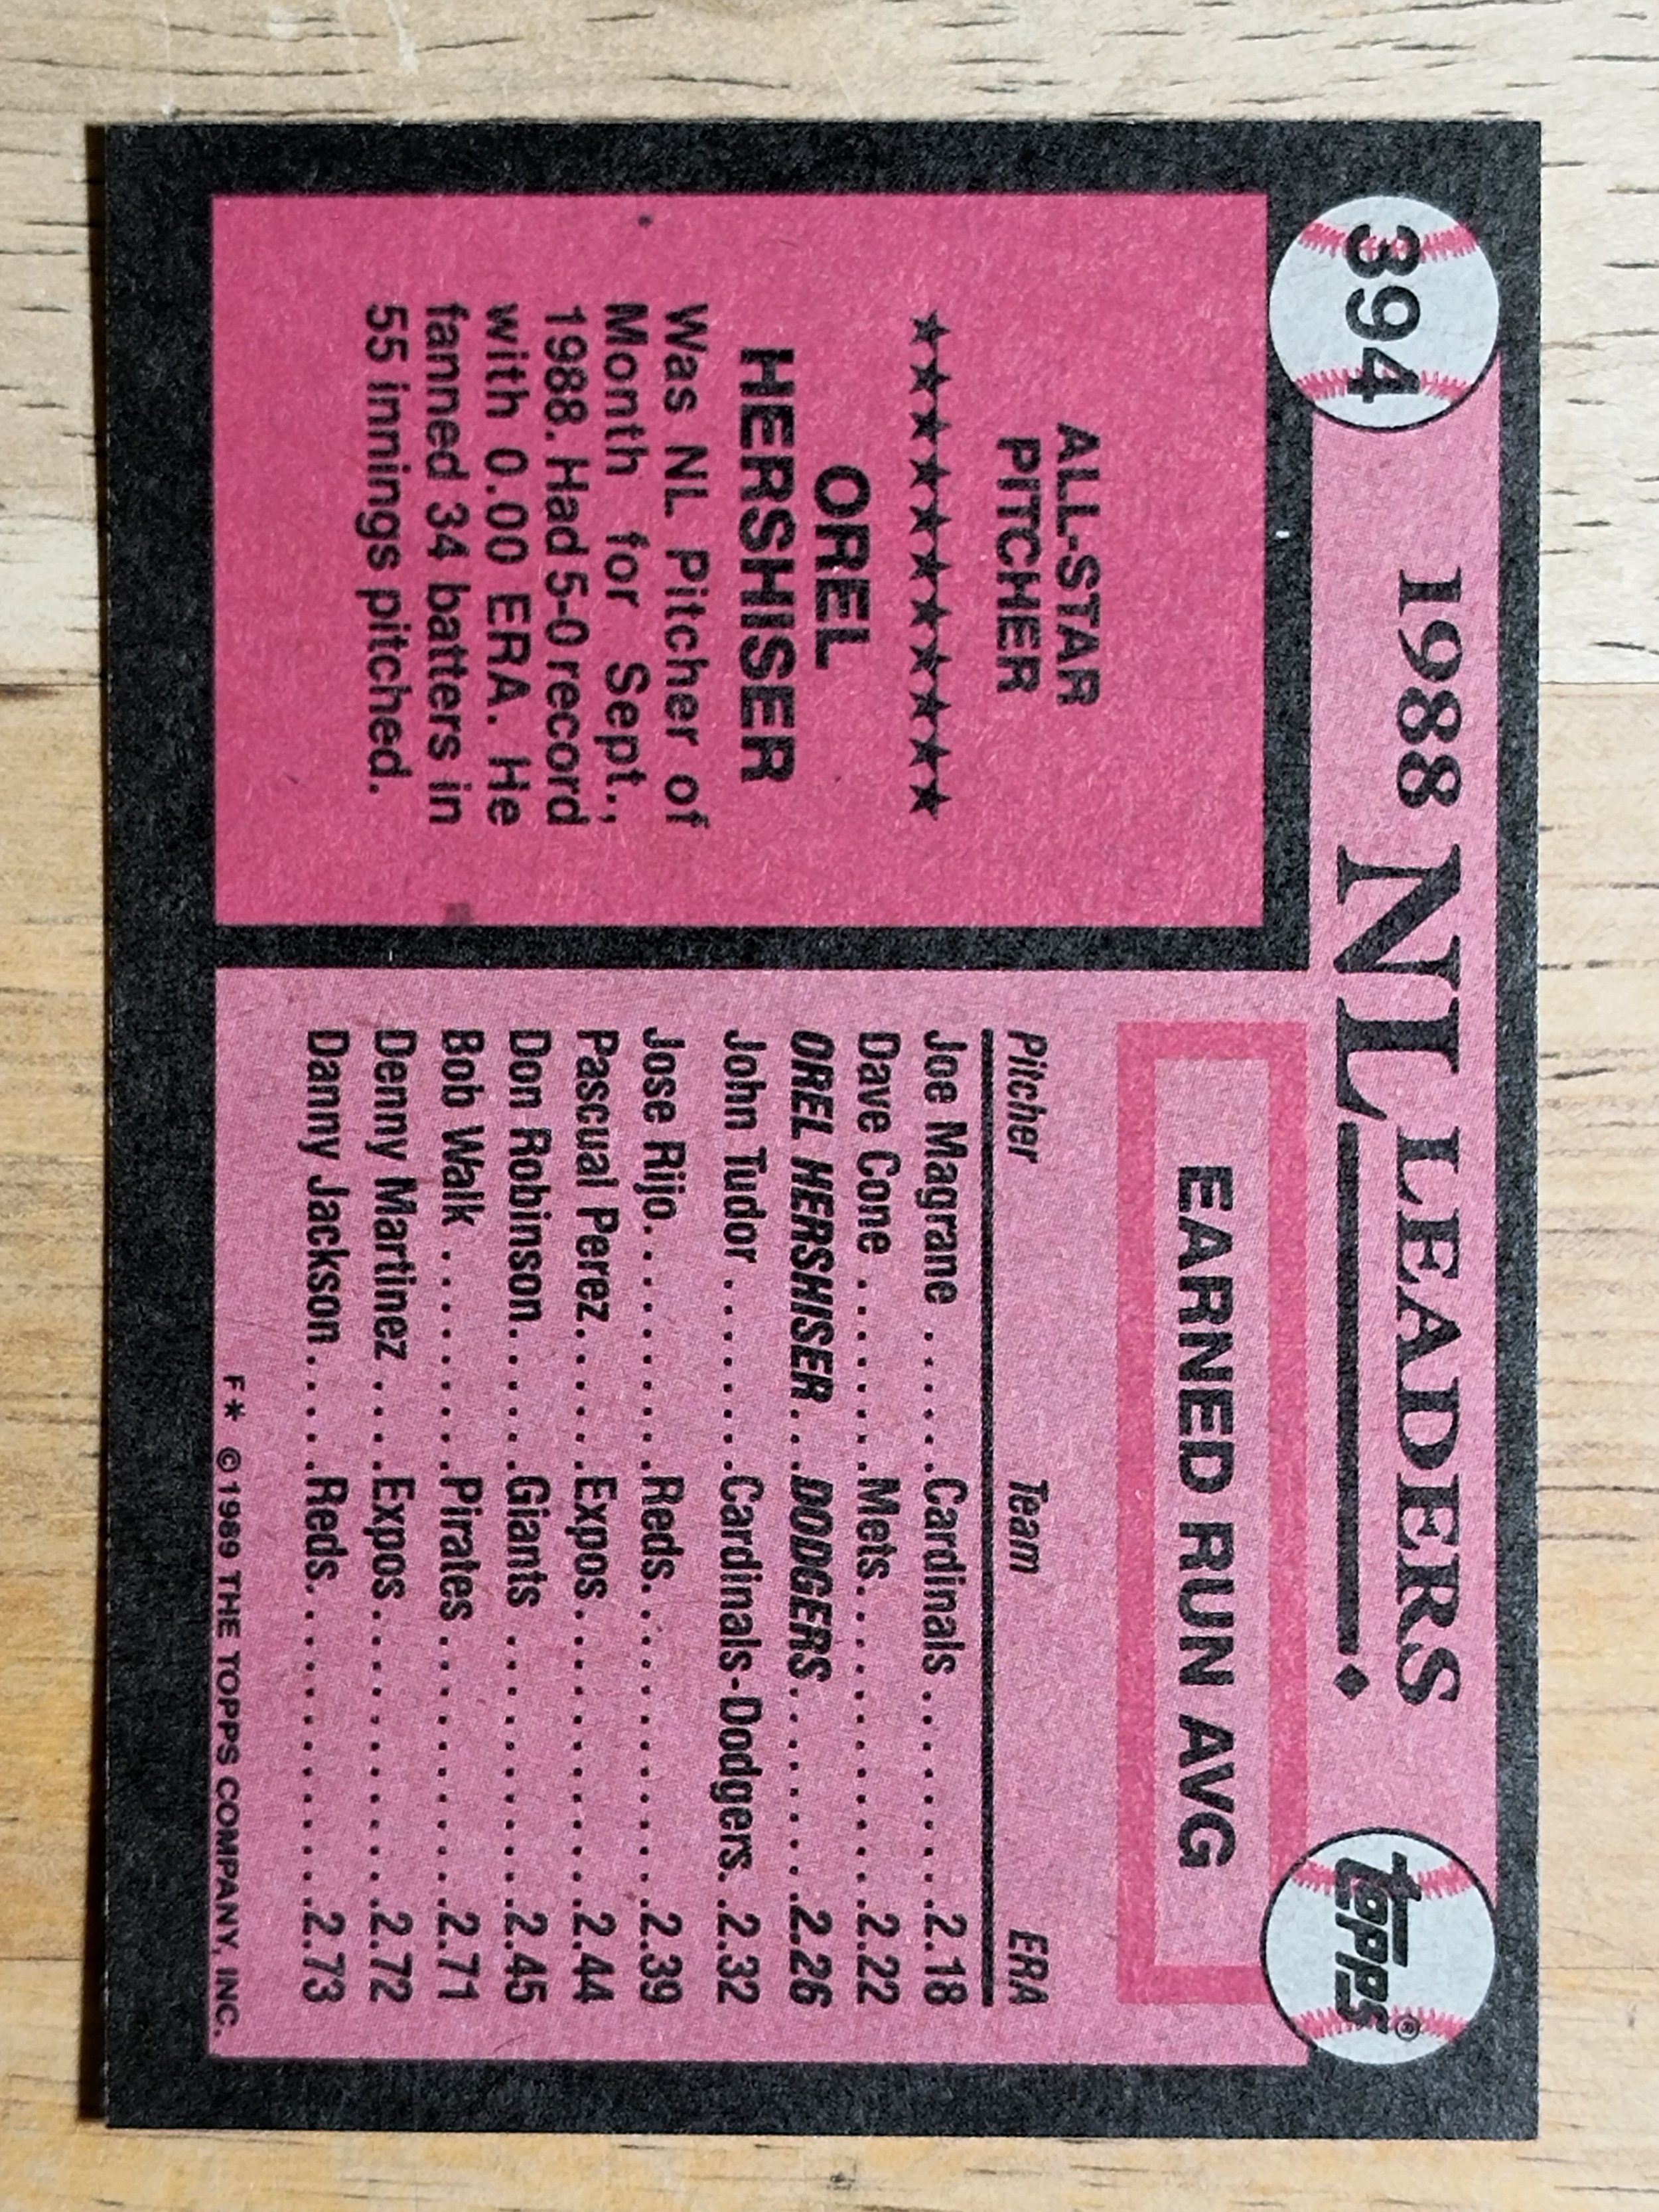 394
1988 NL LEADERS
topps®
ALL-STAR
PITCHER
OREL
HERSHISER
Was NL Pitcher of
Month for Sept.,
1988. Had 5-0 record
with 0.00 ERA. He
fanned 34 batters in
55 innings pitched.
EARNED RUN AVG
Pitcher Team ERA
Joe Magrane . . . . . .Cardinals . . . . . . . . .2.18
Dave Cone . . . . . . . .Mets. . . . . . . . . . . . .2.22
OREL HERSHISER . .DODGERS. . . . . . . . .2.26
John Tudor . . . . . . . .Cardinals-Dodgers. .2.32
Jose Rijo. . . . . . . . . .Reds. . . . . . . . . . . . .2.39
Pascual Perez. . . . . .Expos. . . . . . . . . . . .2.44
Don Robinson. . . . . .Giants . . . . . . . . . . .2.45
Bob Walk . . . . . . . . .Pirates . . . . . . . . . . .2.71
Denny Martinez . . . .Expos. . . . . . . . . . . .2.72
Danny Jackson. . . . .Reds. . . . . . . . . . . . .2.73
F* ©1989 THE TOPPS COMPANY, INC.